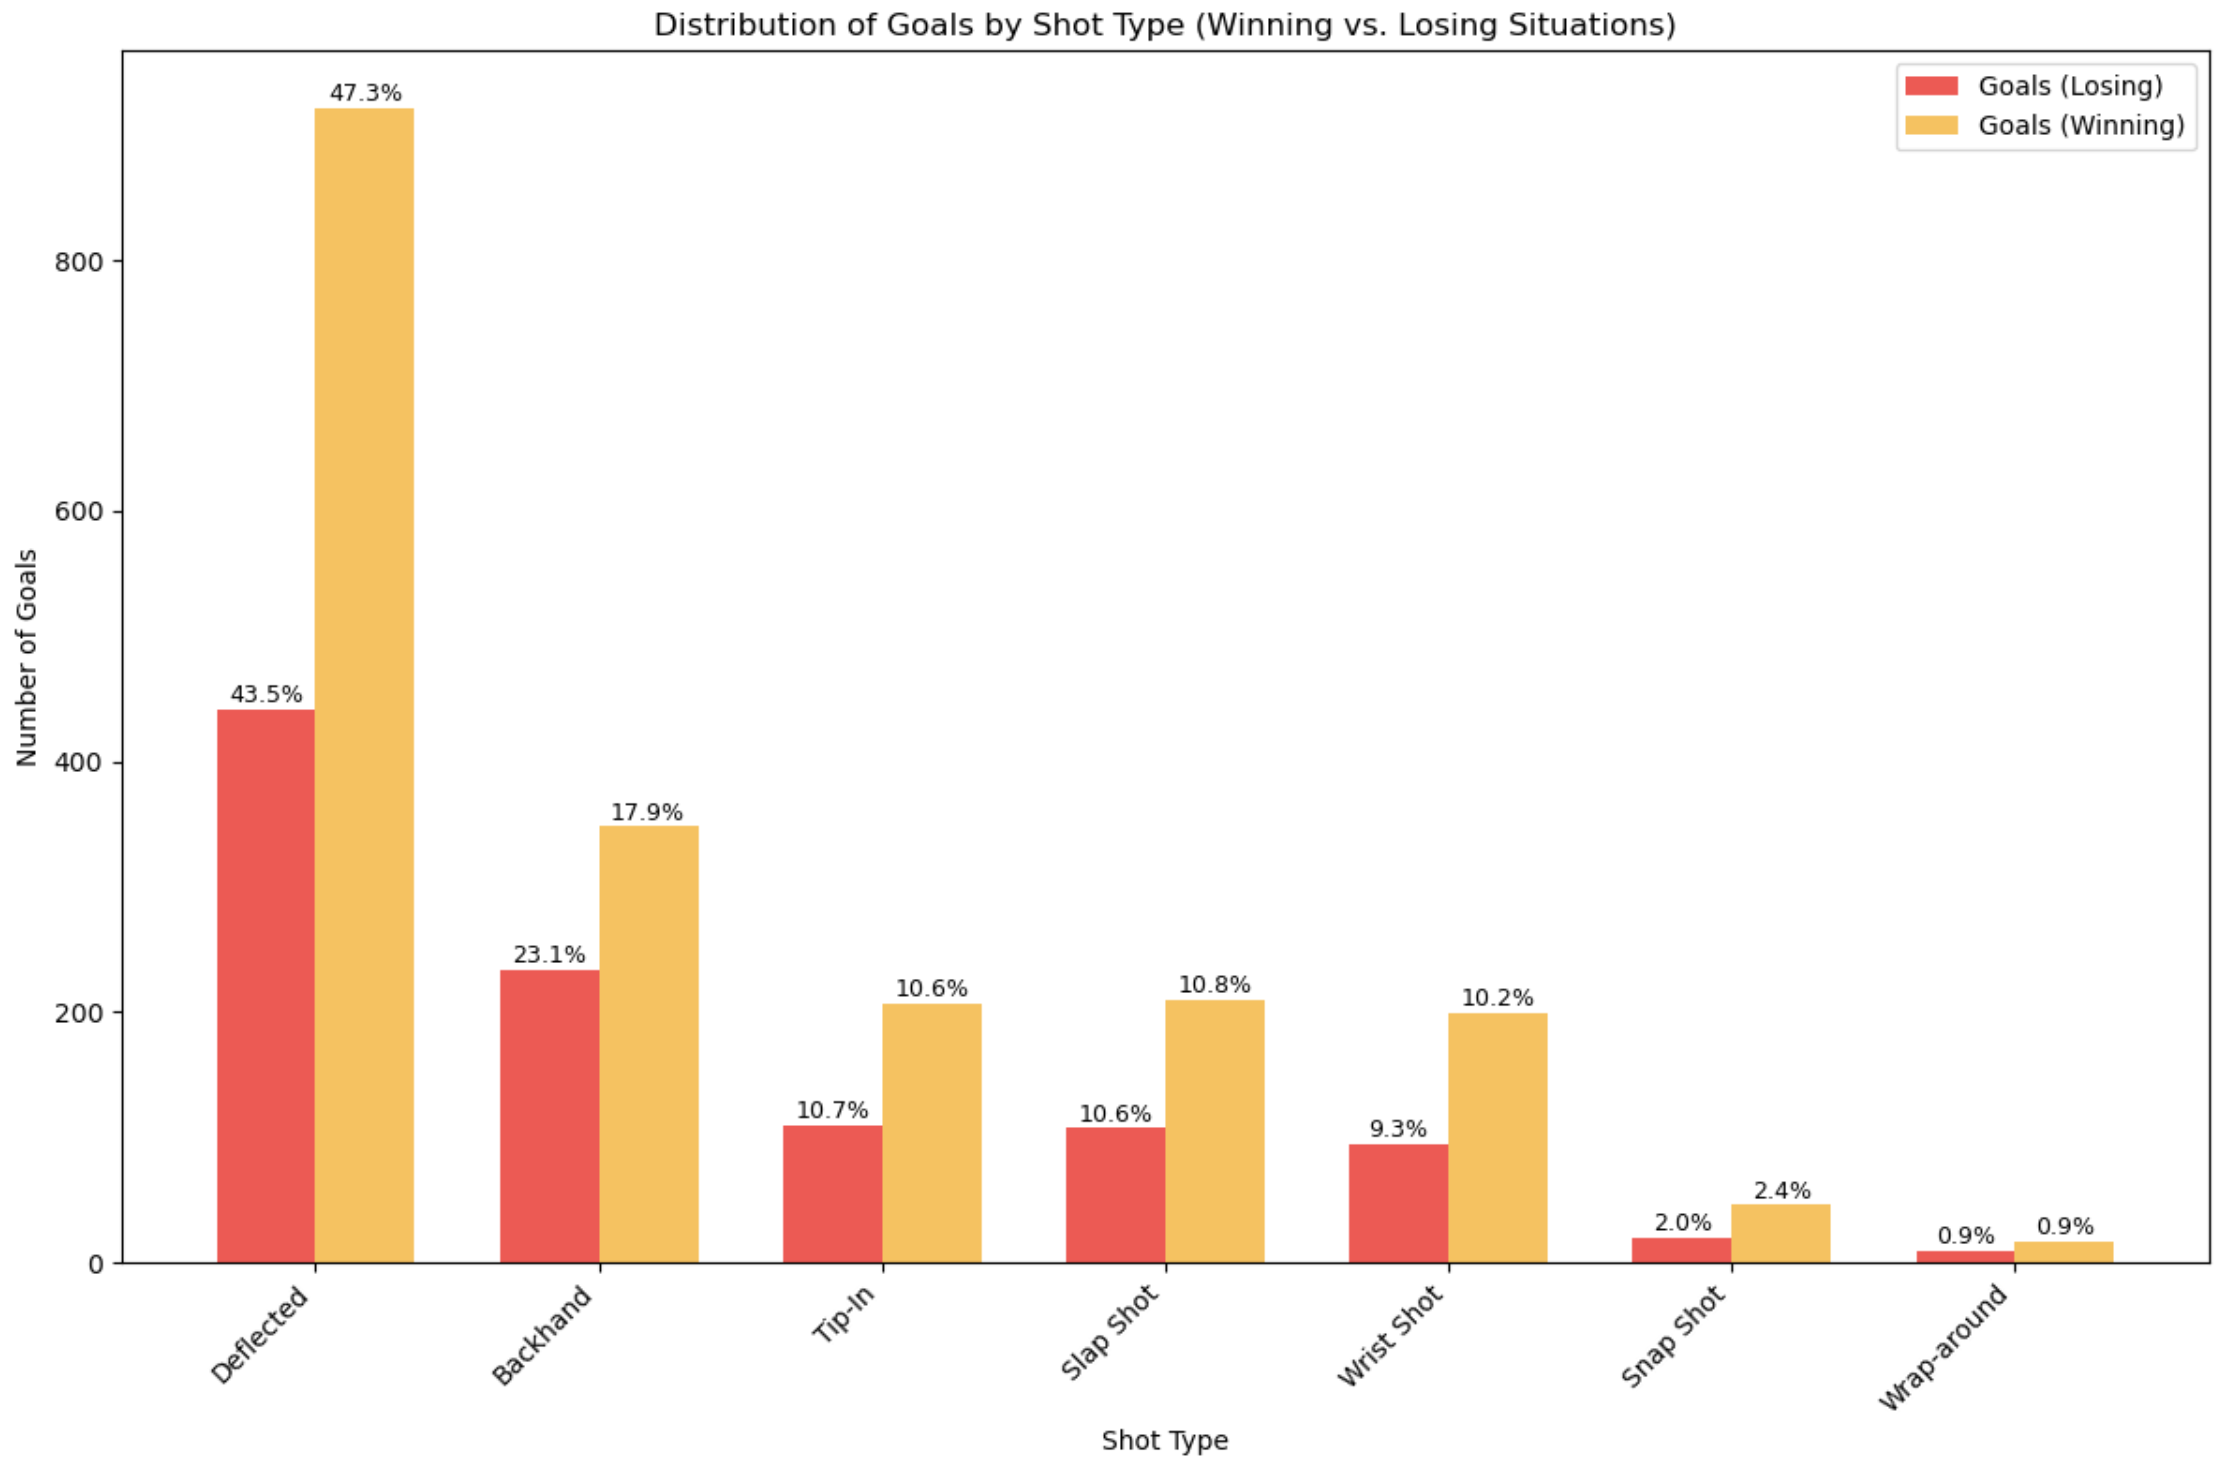 Distribution of Goals by Shot Type (Winning vs. Losing Situations)
Goals (Losing)
Goals (Winning)
Number of Goals
800
600
400
200
0
43.5%
47.3%
23.1%
17.9%
10.7%
10.6%
10.6%
10.8%
9.3%
10.2%
2.0%
2.4%
0.9%
0.9%
Deflected
Backhand
Tip-In
Slap Shot
Wrist Shot
Snap Shot
Wrap-around
Shot Type